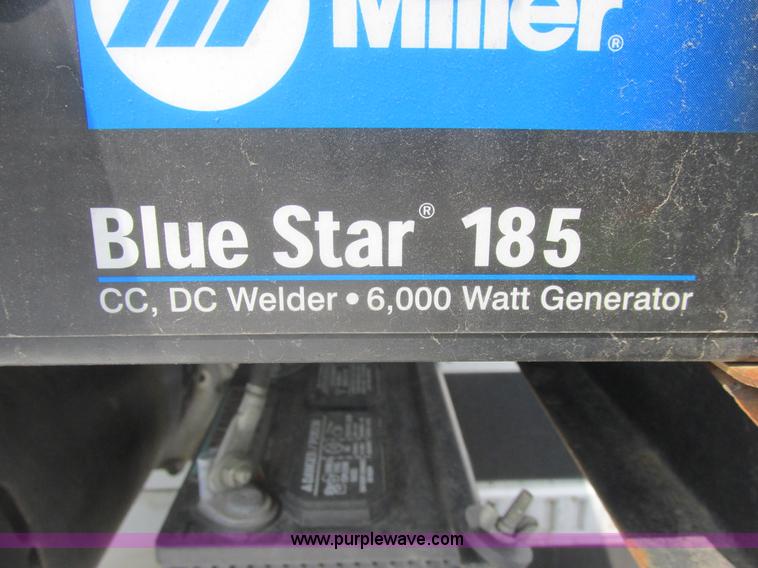 Miller®
Blue Star® 185
CC, DC Welder • 6,000 Watt Generator
www.purplewave.com